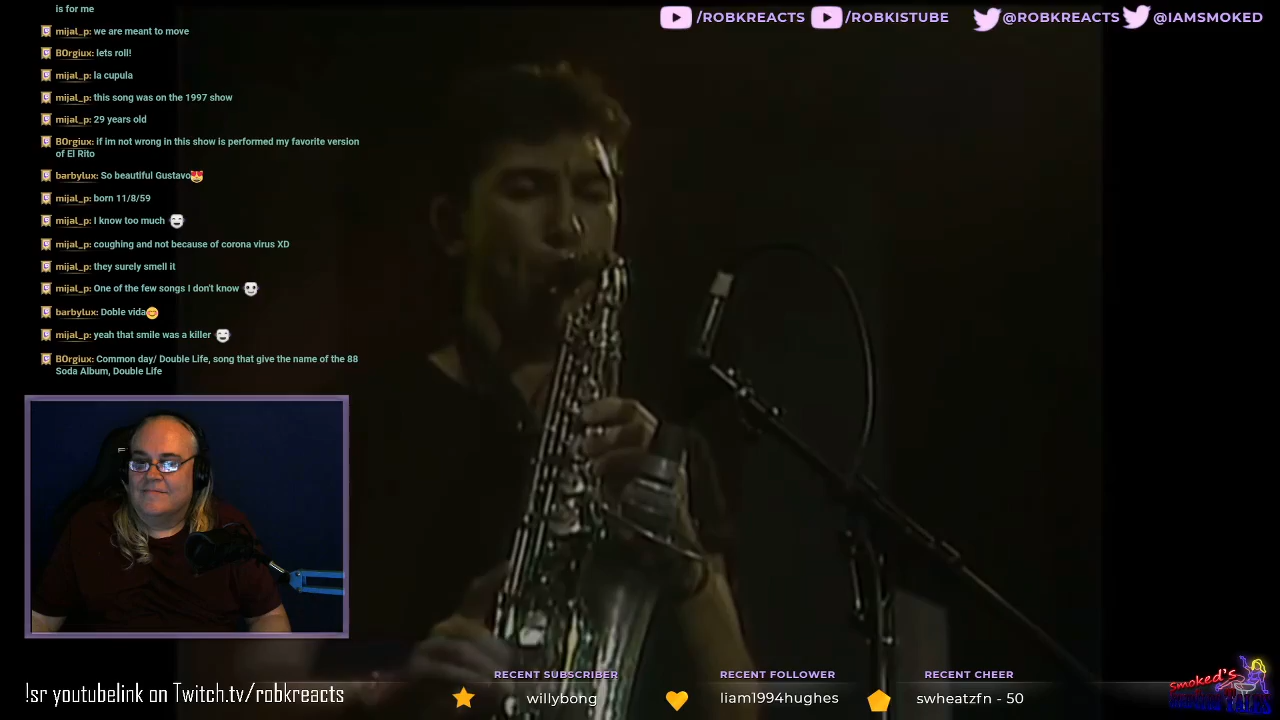 /ROBKREACTS /ROBKISTUBE @ROBKREACTS @IAMSMOKED
is for me
mijal_p: we are meant to move
B0rgiux: lets roll!
mijal_p: la cupula
mijal_p: this song was on the 1997 show
mijal_p: 29 years old
B0rgiux: If im not wrong in this show is performed my favorite version
of El Rito
barbylux: So beautiful Gustavo
mijal_p: born 11/8/59
mijal_p: I know too much
mijal_p: coughing and not because of corona virus XD
mijal_p: they surely smell it
mijal_p: One of the few songs I don't know
barbylux: Doble vida
mijal_p: yeah that smile was a killer
B0rgiux: Common day/ Double Life, song that give the name of the 88
Soda Album, Double Life
!sr youtubelink on Twitch.tv/robkreacts
RECENT SUBSCRIBER
willybong
RECENT FOLLOWER
liam1994hughes
RECENT CHEER
swheatzfn - 50
smoked's